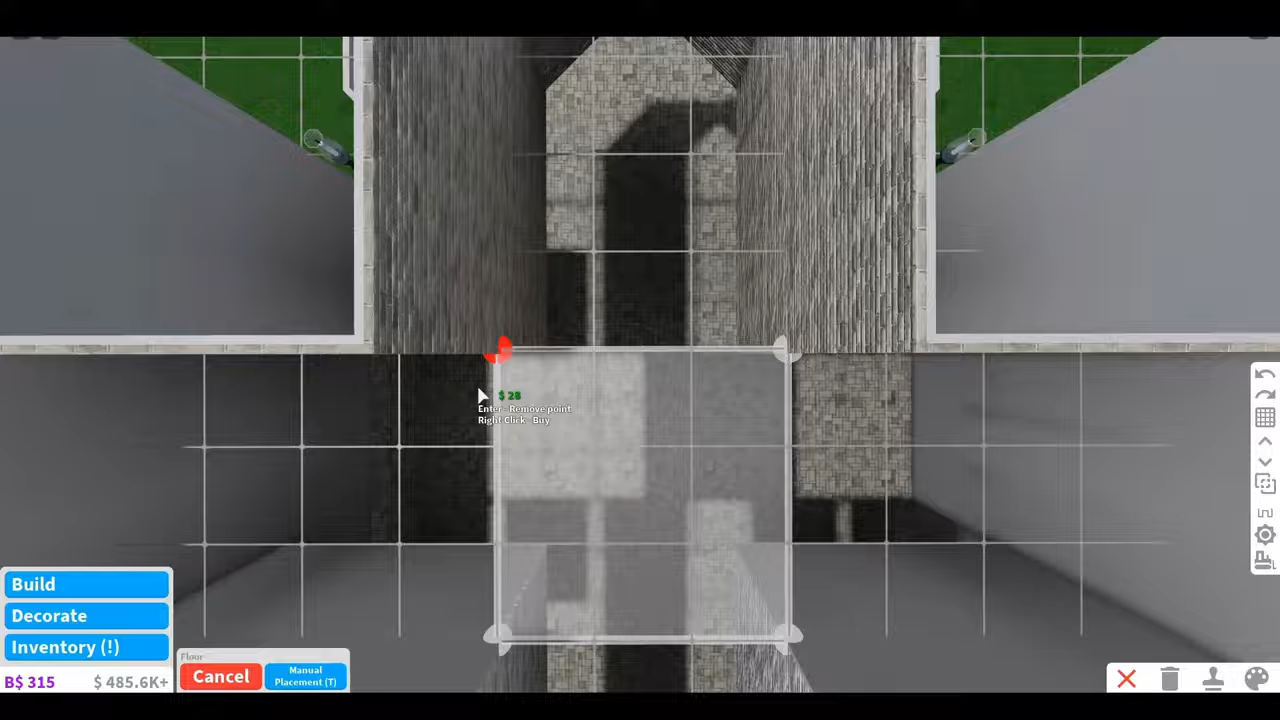 $ 28
Enter - Remove point
Right Click - Buy
Build
Decorate
Inventory (!)
B$ 315 $ 485.6K+
Floor
Cancel
Manual
Placement (T)